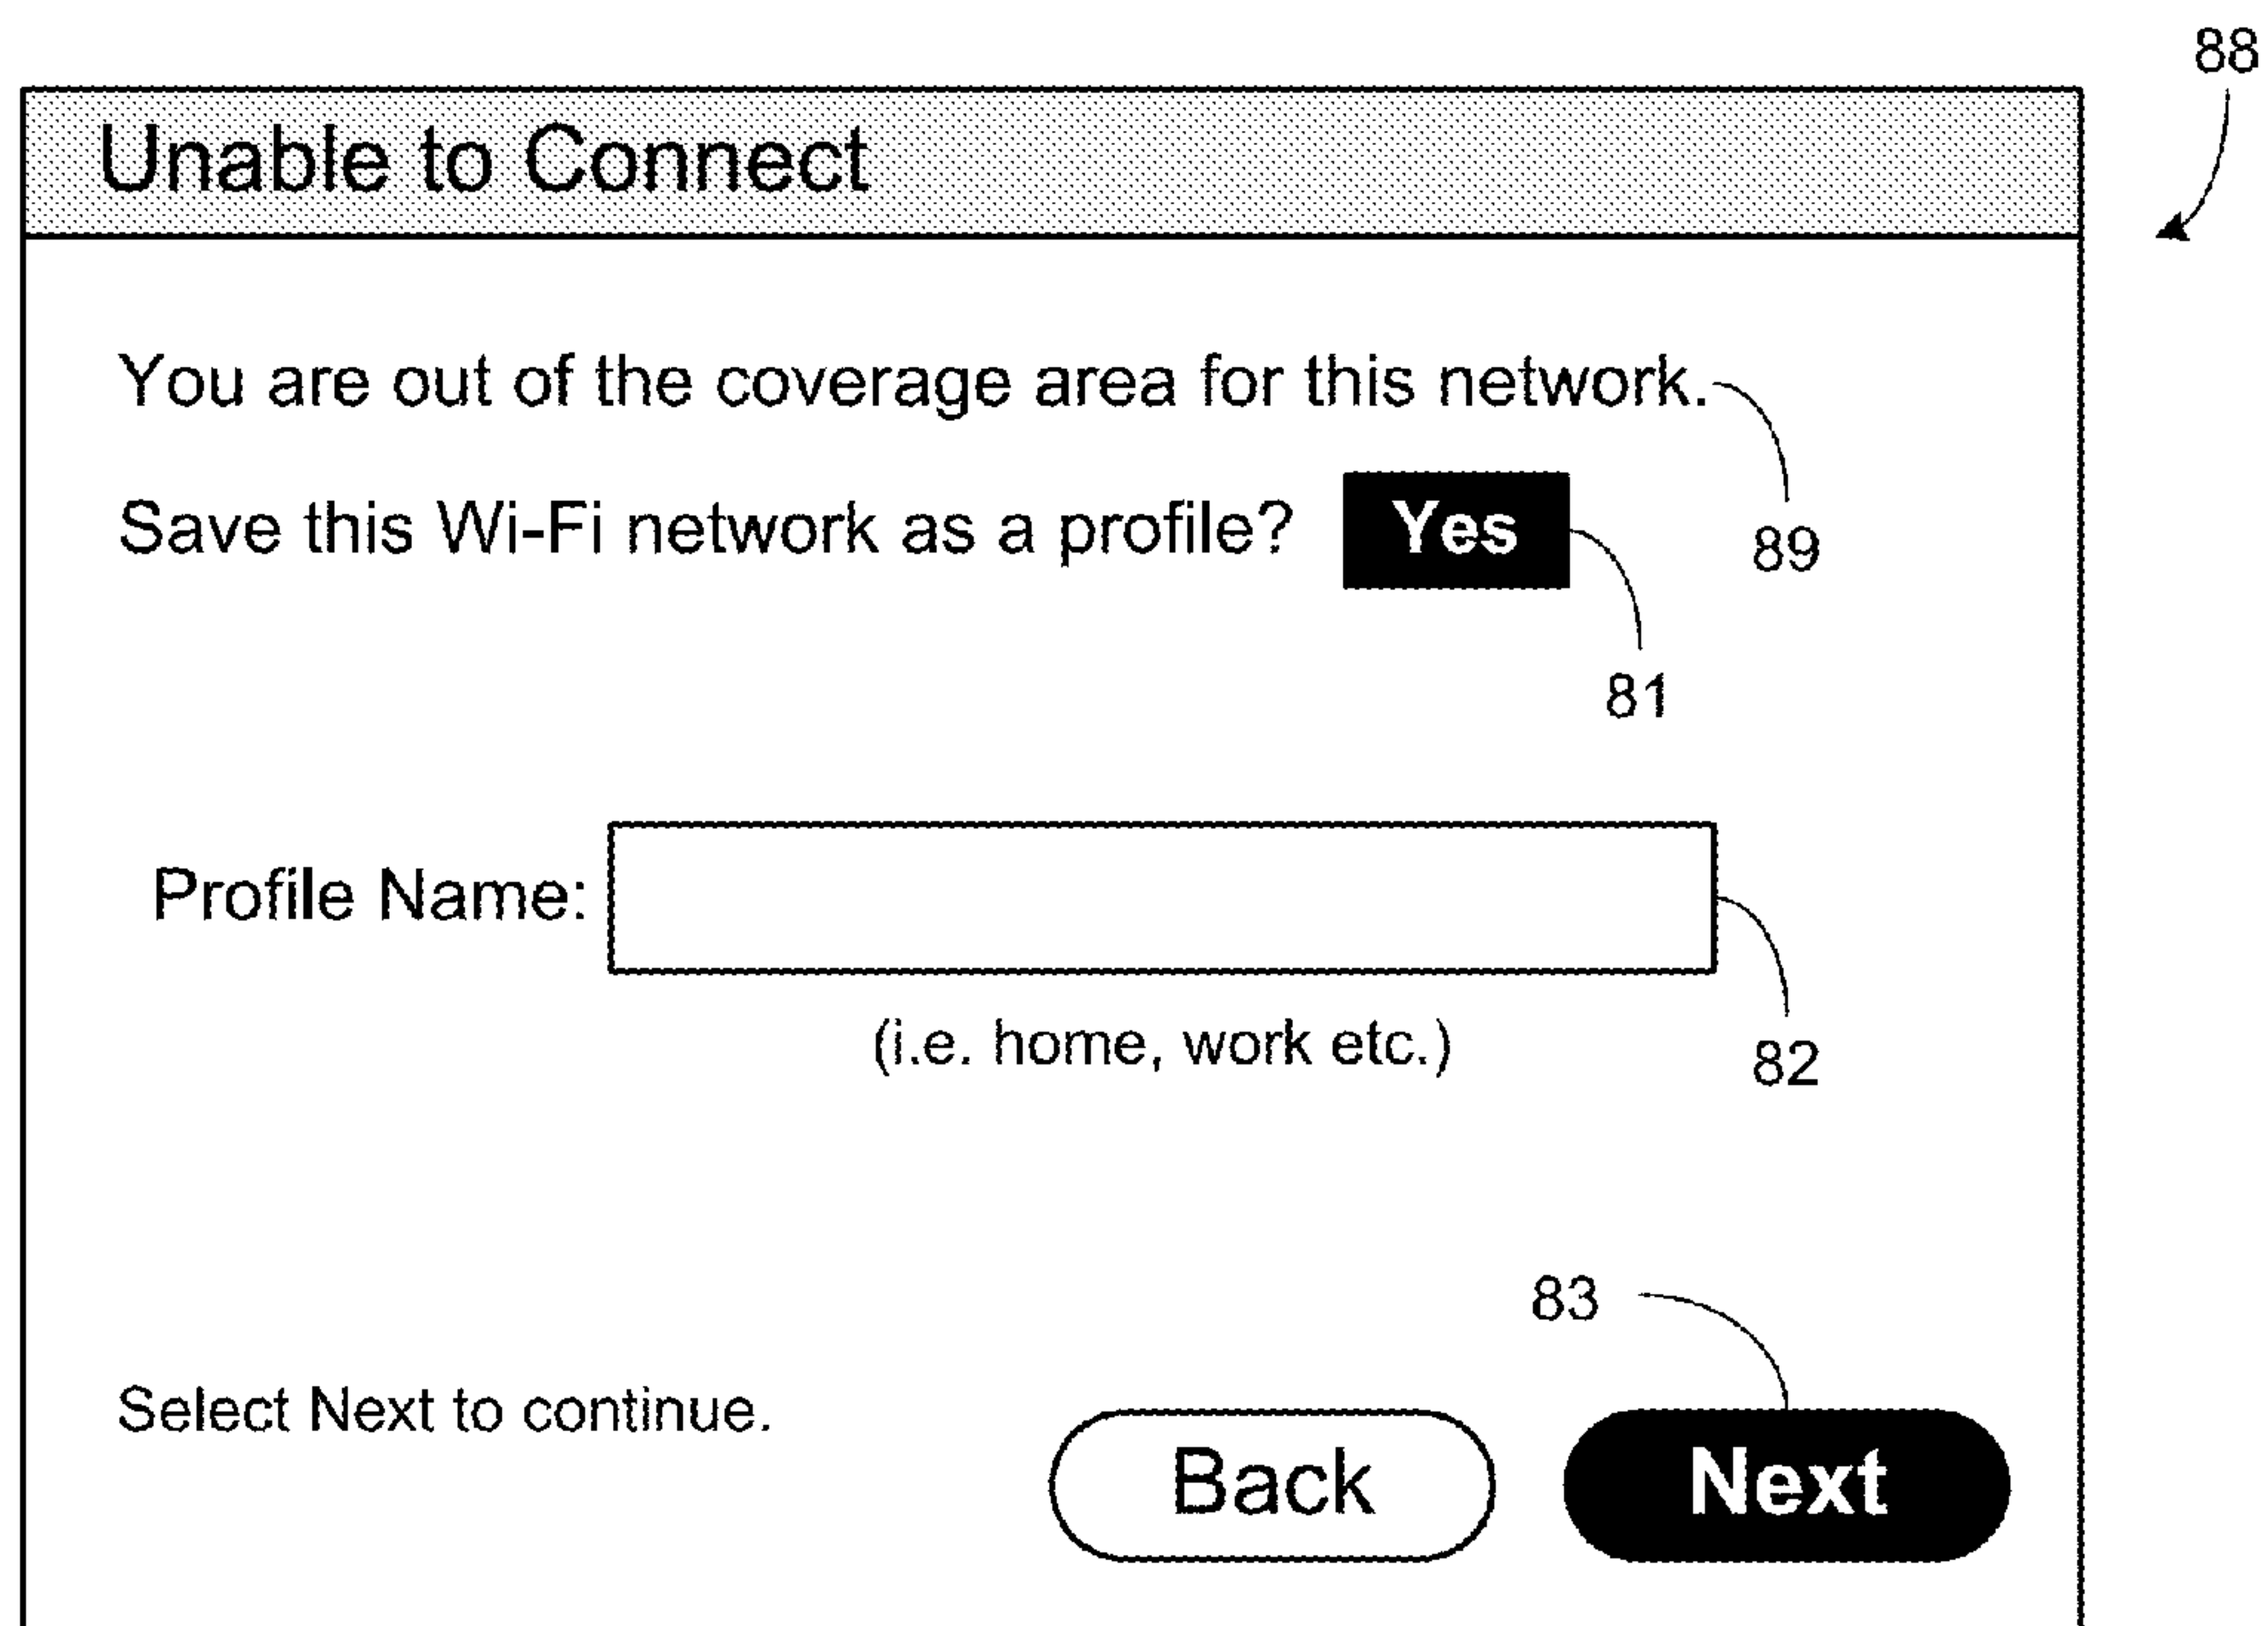 88
Unable to Connect
You are out of the coverage area for this network.
Save this Wi-Fi network as a profile? Yes
89
81
Profile Name:
(i.e. home, work etc.)
82
83
Select Next to continue.
Back Next